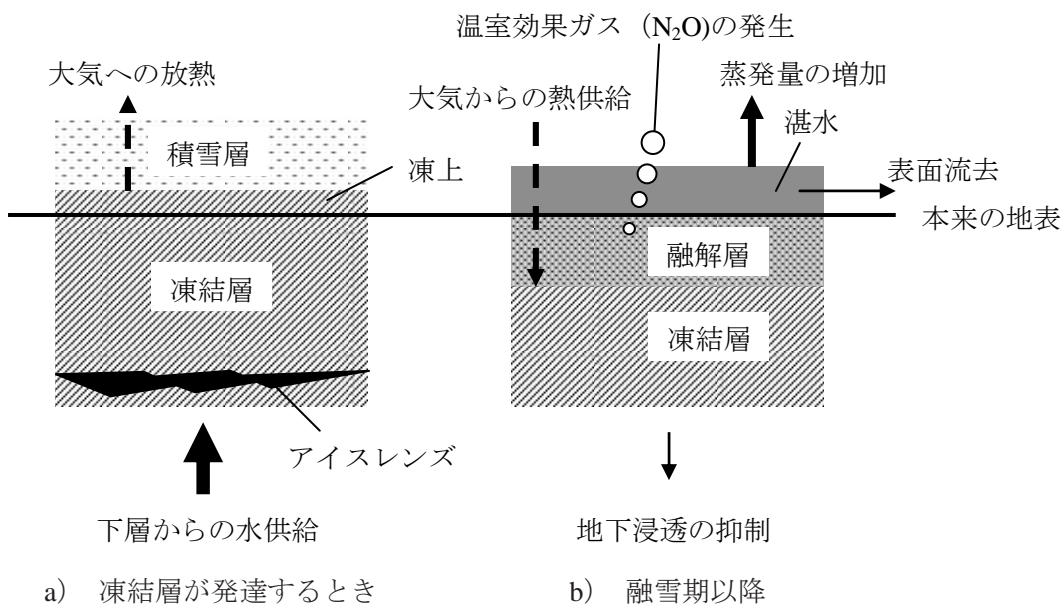 温室効果ガス（N₂O)の発生
大気への放熱
大気からの熱供給
蒸発量の増加
積雪層
凍上
湛水
表面流去
本来の地表
融解層
凍結層
凍結層
アイスレンズ
下層からの水供給
地下浸透の抑制
a） 凍結層が発達するとき
b） 融雪期以降